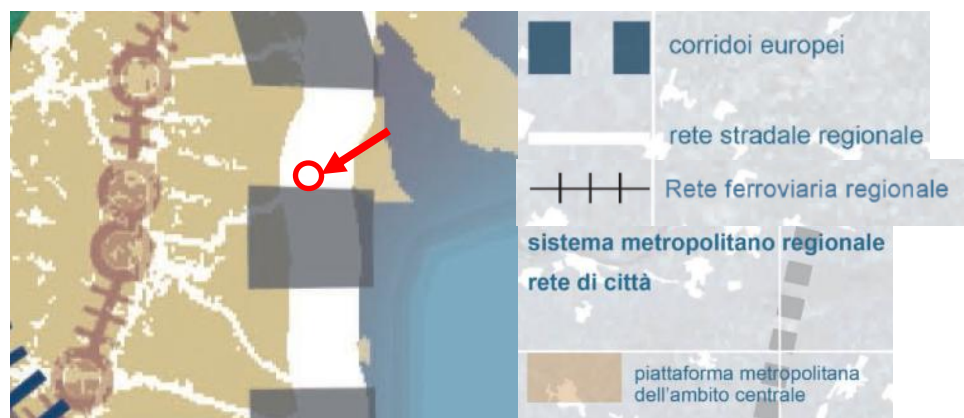 corridoi europei
rete stradale regionale
Rete ferroviaria regionale
sistema metropolitano regionale
rete di città
piattaforma metropolitana
dell'ambito centrale